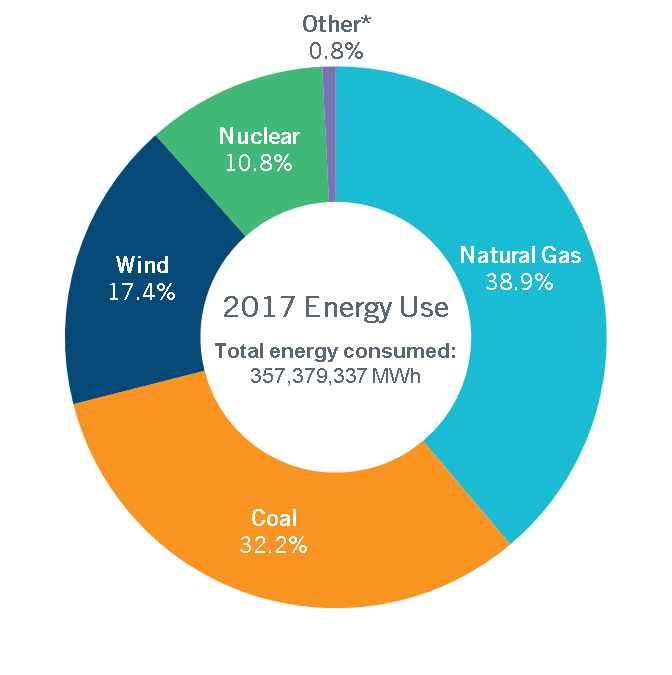 Other*
0.8%
Nuclear
10.8%
Natural Gas
38.9%
Wind
17.4%
2017 Energy Use
Total energy consumed:
357,379,337 MWh
Coal
32.2%